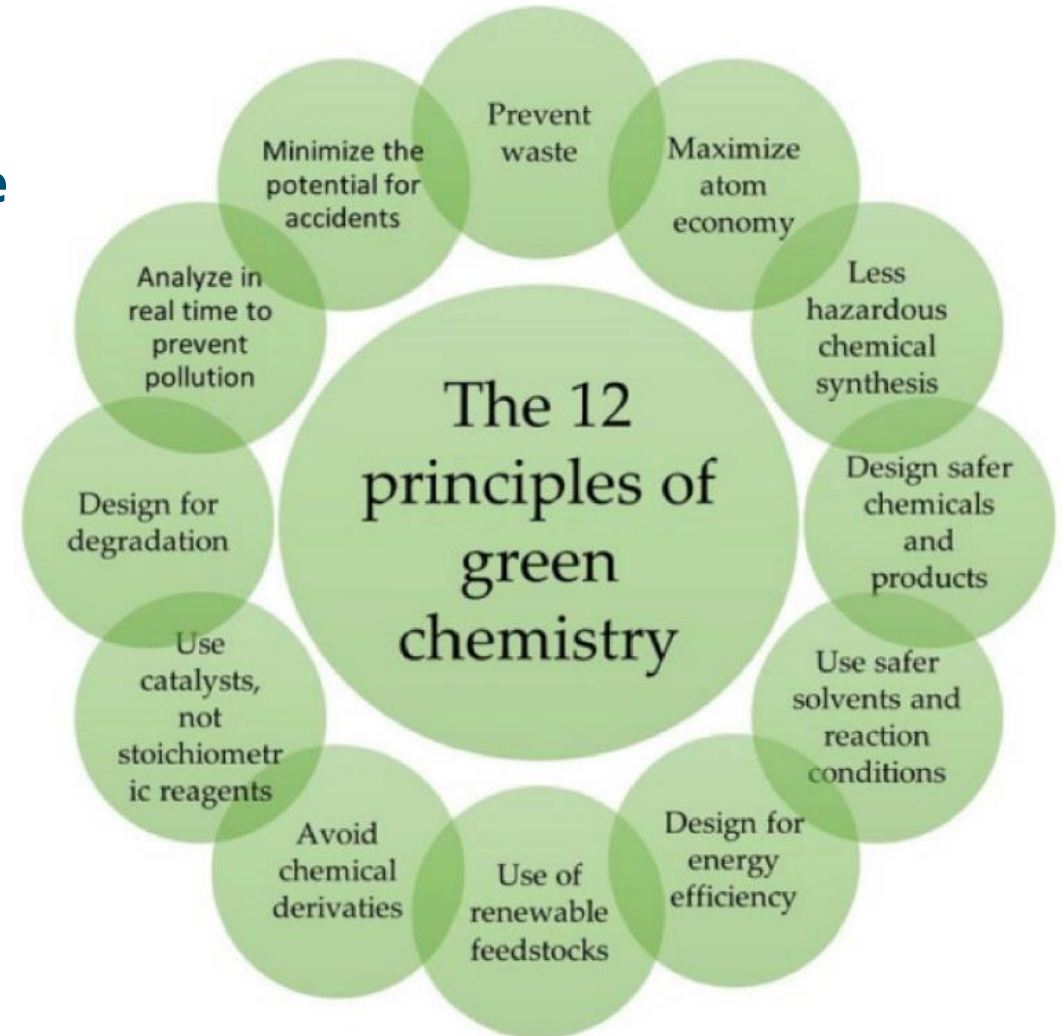 e
Prevent
waste
Maximize
atom
economy
Less
hazardous
chemical
synthesis
Design safer
chemicals
and
products
Use safer
solvents and
reaction
conditions
Design for
energy
efficiency
Use of
renewable
feedstocks
Avoid
chemical
derivaties
Use
catalysts,
not
stoichiometr
ic reagents
Design for
degradation
Analyze in
real time to
prevent
pollution
Minimize the
potential for
accidents
The 12
principles of
green
chemistry